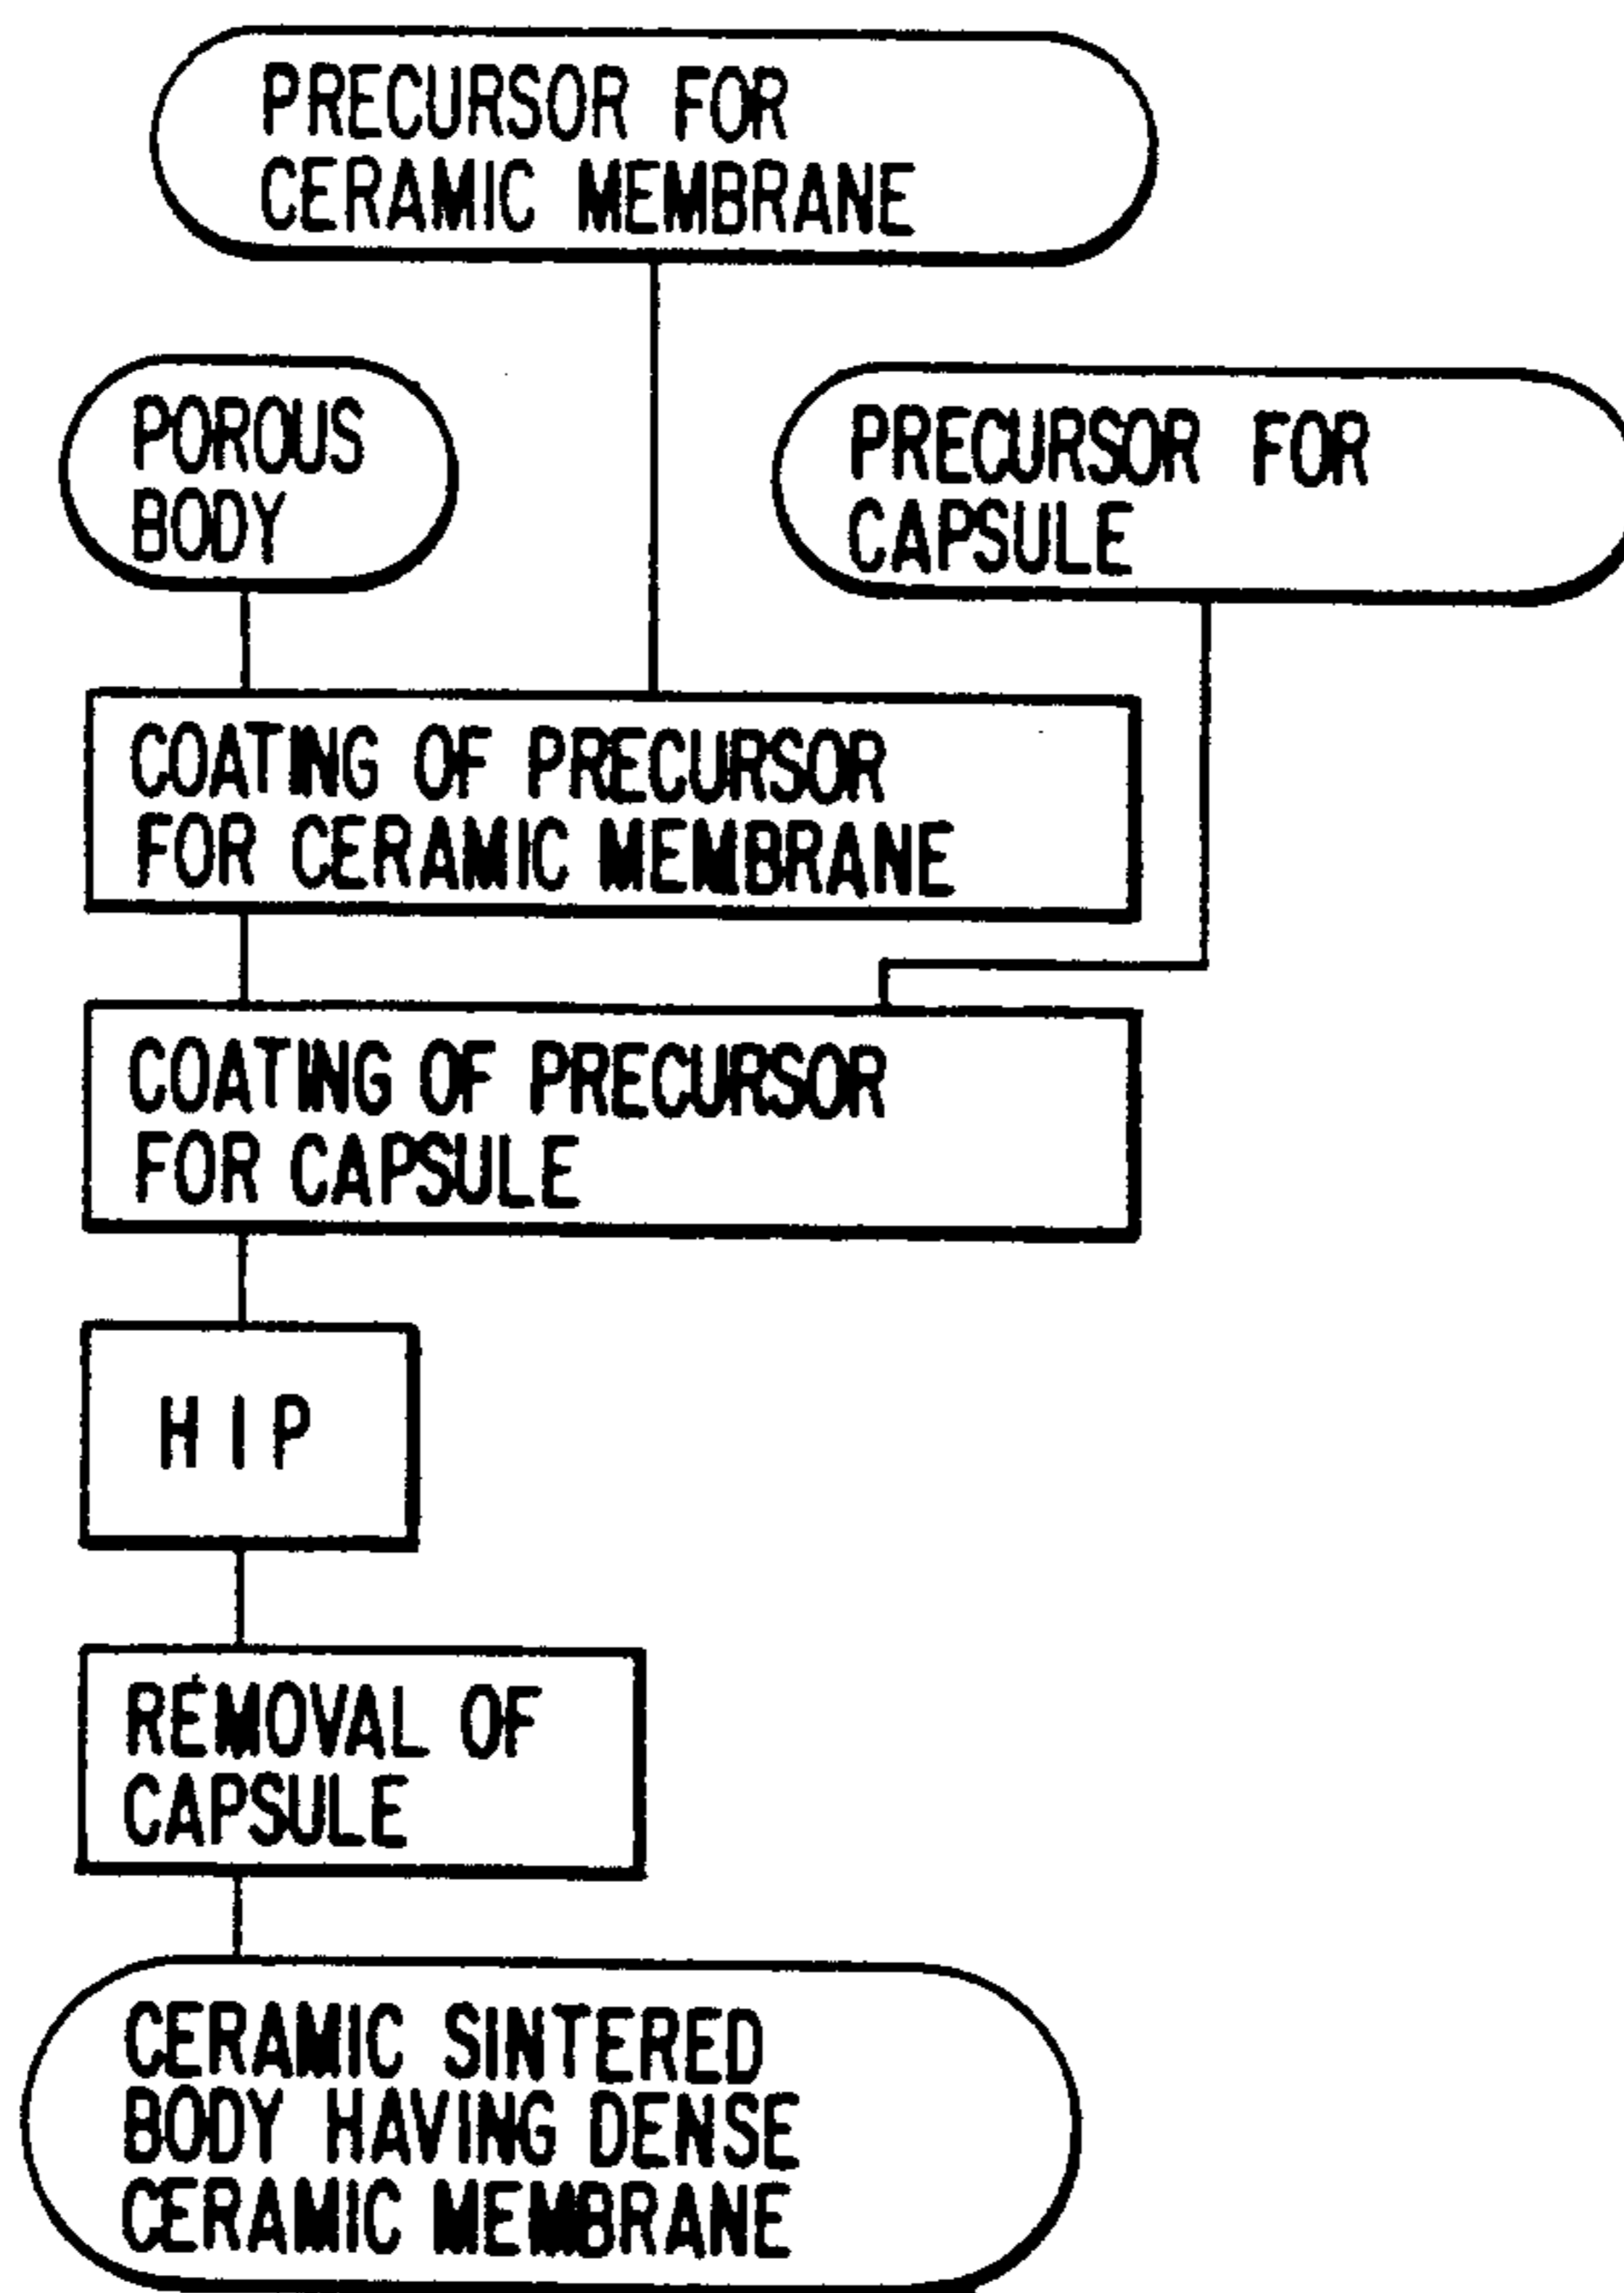 PRECURSOR FOR
CERAMIC MEMBRANE
POROUS
BODY
PRECURSOR FOR
CAPSULE
COATING OF PRECURSOR
FOR CERAMIC MEMBRANE
COATING OF PRECURSOR
FOR CAPSULE
HIP
REMOVAL OF
CAPSULE
CERAMIC SINTERED
BODY HAVING DENSE
CERAMIC MEMBRANE